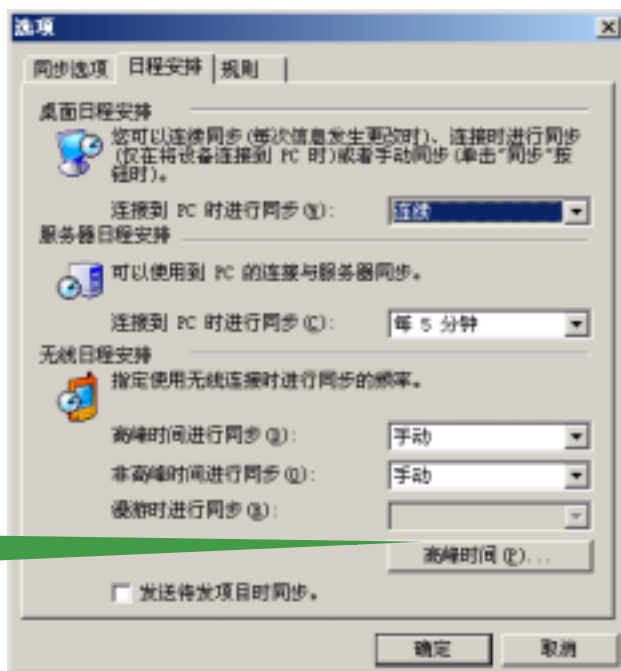 选项
同步选项 日程安排 规则
桌面日程安排
您可以连续同步(每次信息发生更改时)、连接时进行同步
(仅在将设备连接到 PC 时)或者手动同步(单击"同步"按
钮时)。
连接到 PC 时进行同步(N): 连续
服务器日程安排
可以使用到 PC 的连接与服务器同步。
连接到 PC 时进行同步(C): 每 5 分钟
无线日程安排
指定使用无线连接时进行同步的频率。
高峰时间进行同步: 手动
非高峰时间进行同步(O): 手动
漫游时进行同步(R):
高峰时间(P)...
发送待发项目时同步。
确定 取消